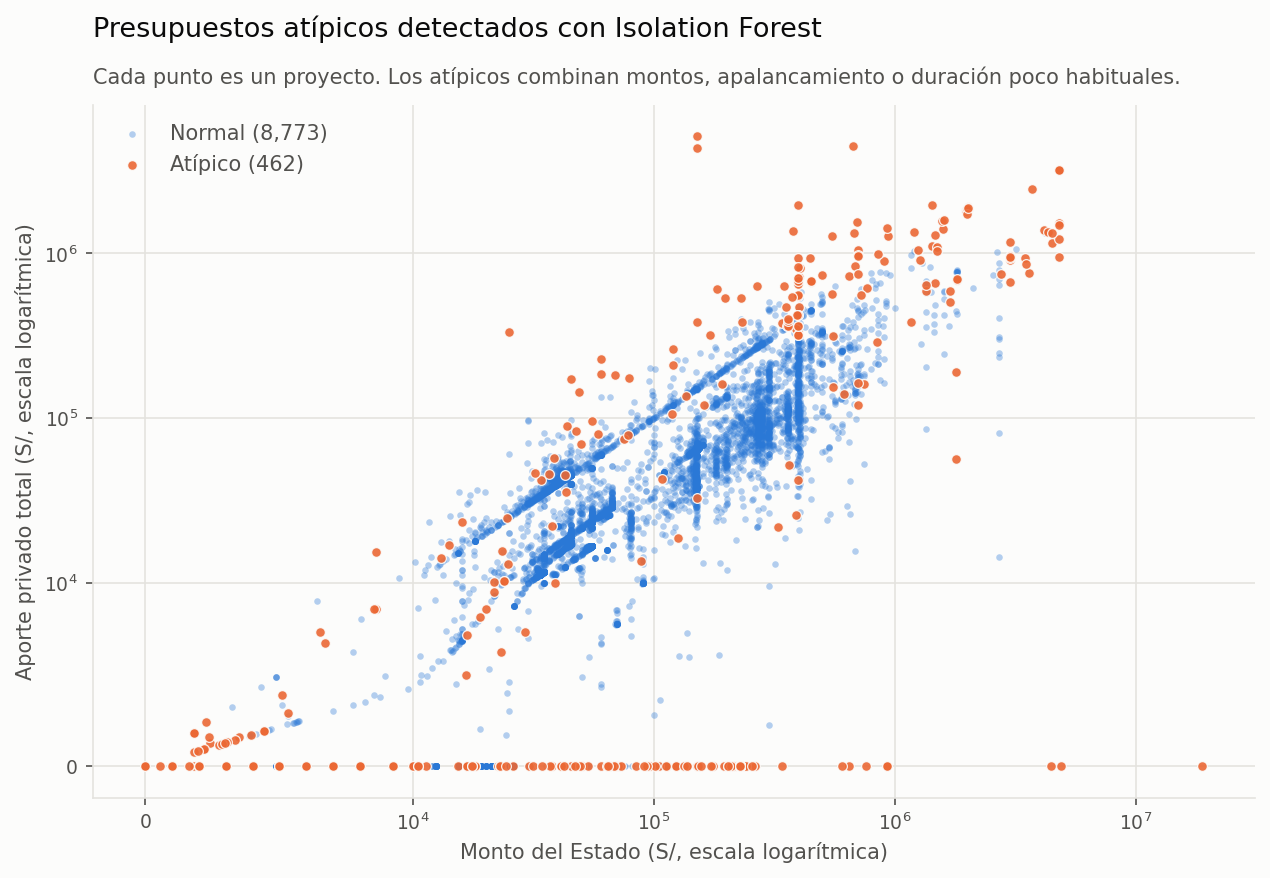 Presupuestos atípicos detectados con Isolation Forest
Cada punto es un proyecto. Los atípicos combinan montos, apalancamiento o duración poco habituales.
Normal (8,773)
Atípico (462)
Aporte privado total (S/, escala logarítmica)
10⁶
10⁵
10⁴
0
0 10⁴ 10⁵ 10⁶ 10⁷
Monto del Estado (S/, escala logarítmica)